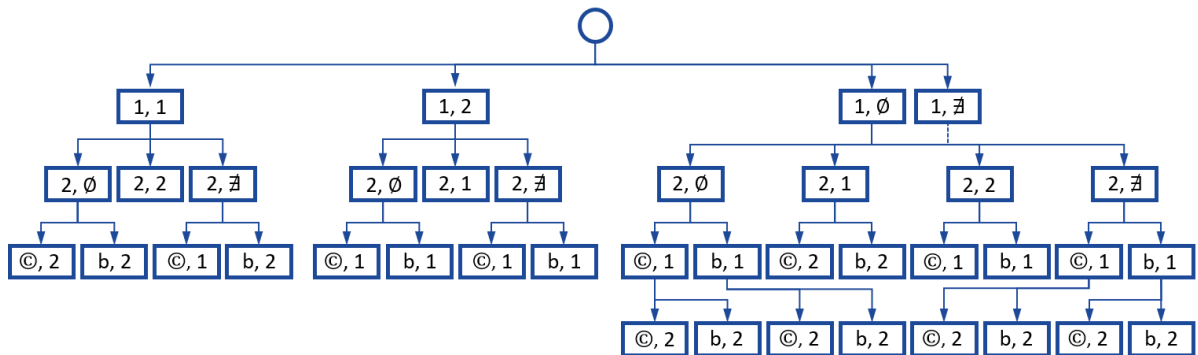 1, 1 1, 2 1, ∅ 1, ∄
2, ∅ 2, 2 2, ∄ 2, ∅ 2, 1 2, ∄ 2, ∅ 2, 1 2, 2 2, ∄
©, 2 b, 2 ©, 1 b, 2 ©, 1 b, 1 ©, 1 b, 1 ©, 1 b, 1 ©, 2 b, 2 ©, 1 b, 1 ©, 1 b, 1
©, 2 b, 2 ©, 2 b, 2 ©, 2 b, 2 ©, 2 b, 2